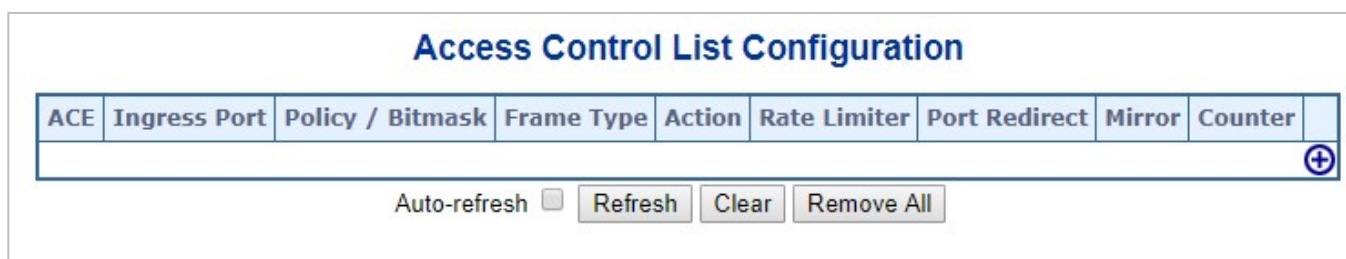 Access Control List Configuration
ACE Ingress Port Policy / Bitmask Frame Type Action Rate Limiter Port Redirect Mirror Counter
Auto-refresh Refresh Clear Remove All